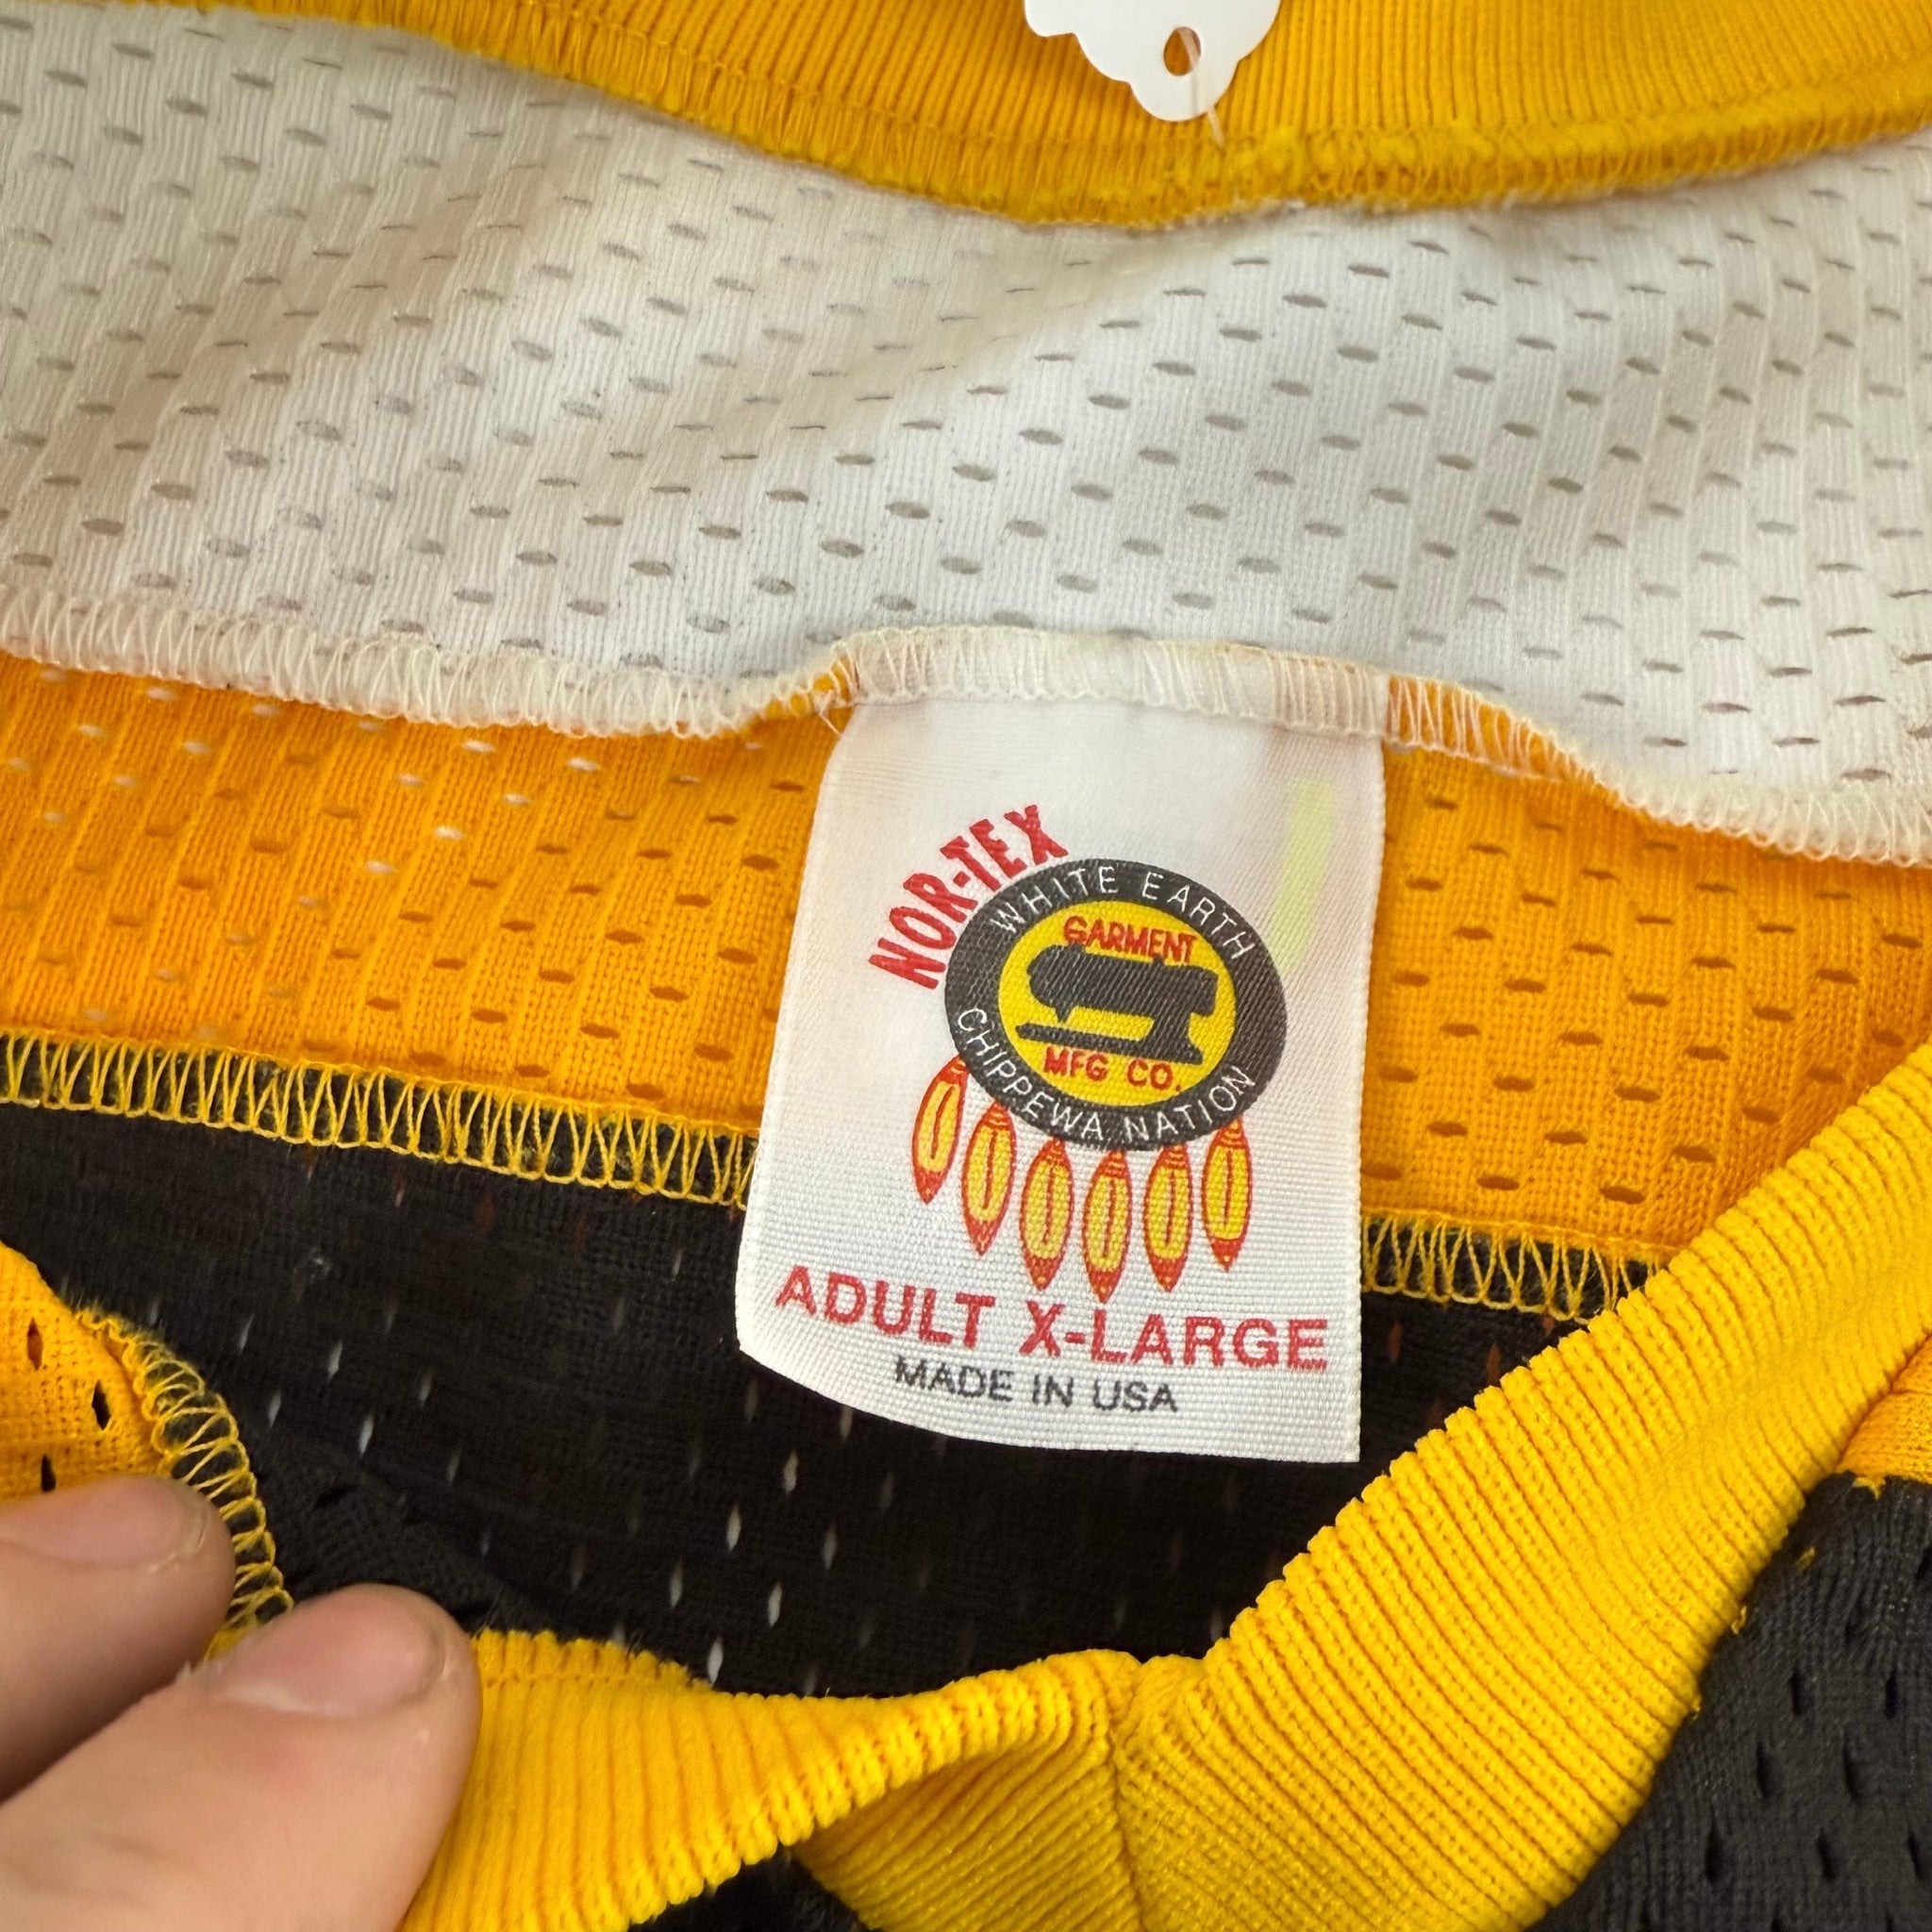 NOR-TEX
WHITE EARTH
GARMENT
MFG CO.
CHIPPEWA NATION
ADULT X-LARGE
MADE IN USA